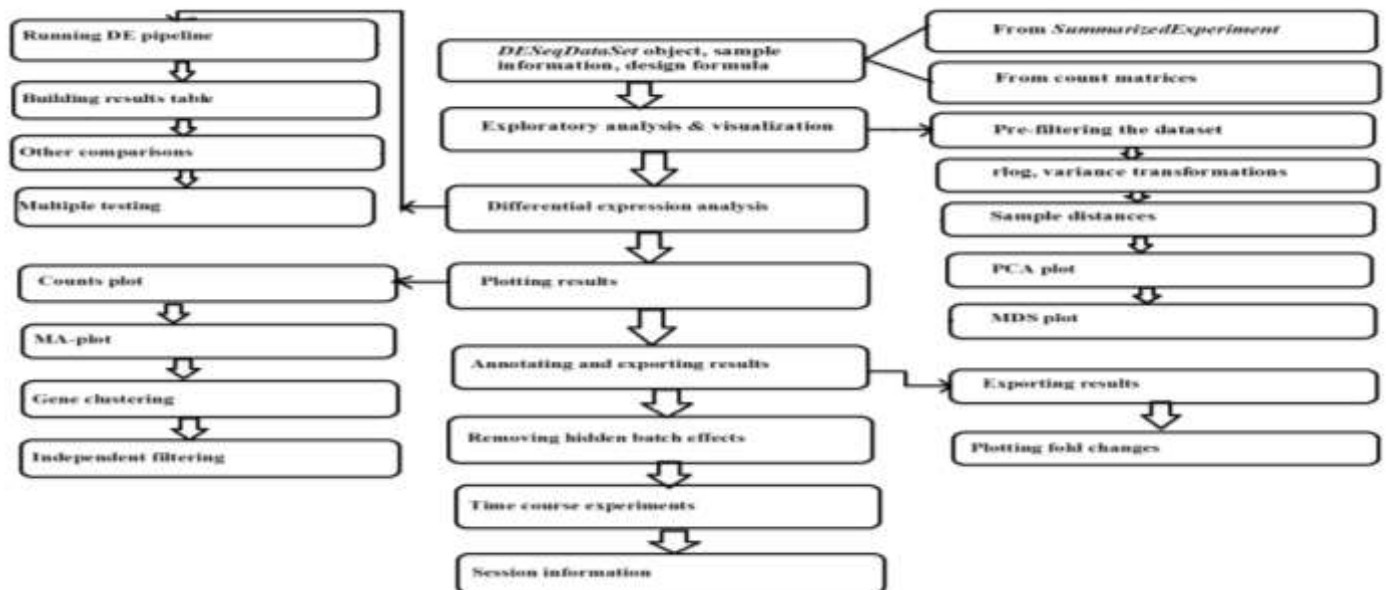 Running DE pipeline
Building results table
Other comparisons
Multiple testing
Counts plot
MA-plot
Gene clustering
Independent filtering
DESeqDataSet object, sample
information, design formula
Exploratory analysis & visualization
Differential expression analysis
Plotting results
Annotating and exporting results
Removing hidden batch effects
Time course experiments
Session information
From SummarizedExperiment
From count matrices
Pre-filtering the dataset
rlog, variance transformations
Sample distances
PCA plot
MDS plot
Exporting results
Plotting fold changes